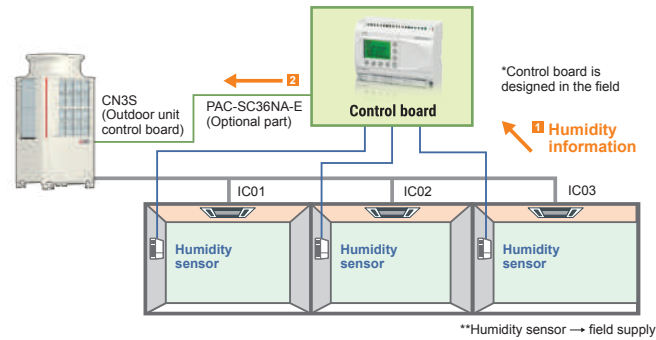 2
CN3S
(Outdoor unit
control board)
PAC-SC36NA-E
(Optional part)
Control board
*Control board is
designed in the field
1 Humidity
information
IC01
IC02
IC03
Humidity
sensor
Humidity
sensor
Humidity
sensor
**Humidity sensor → field supply